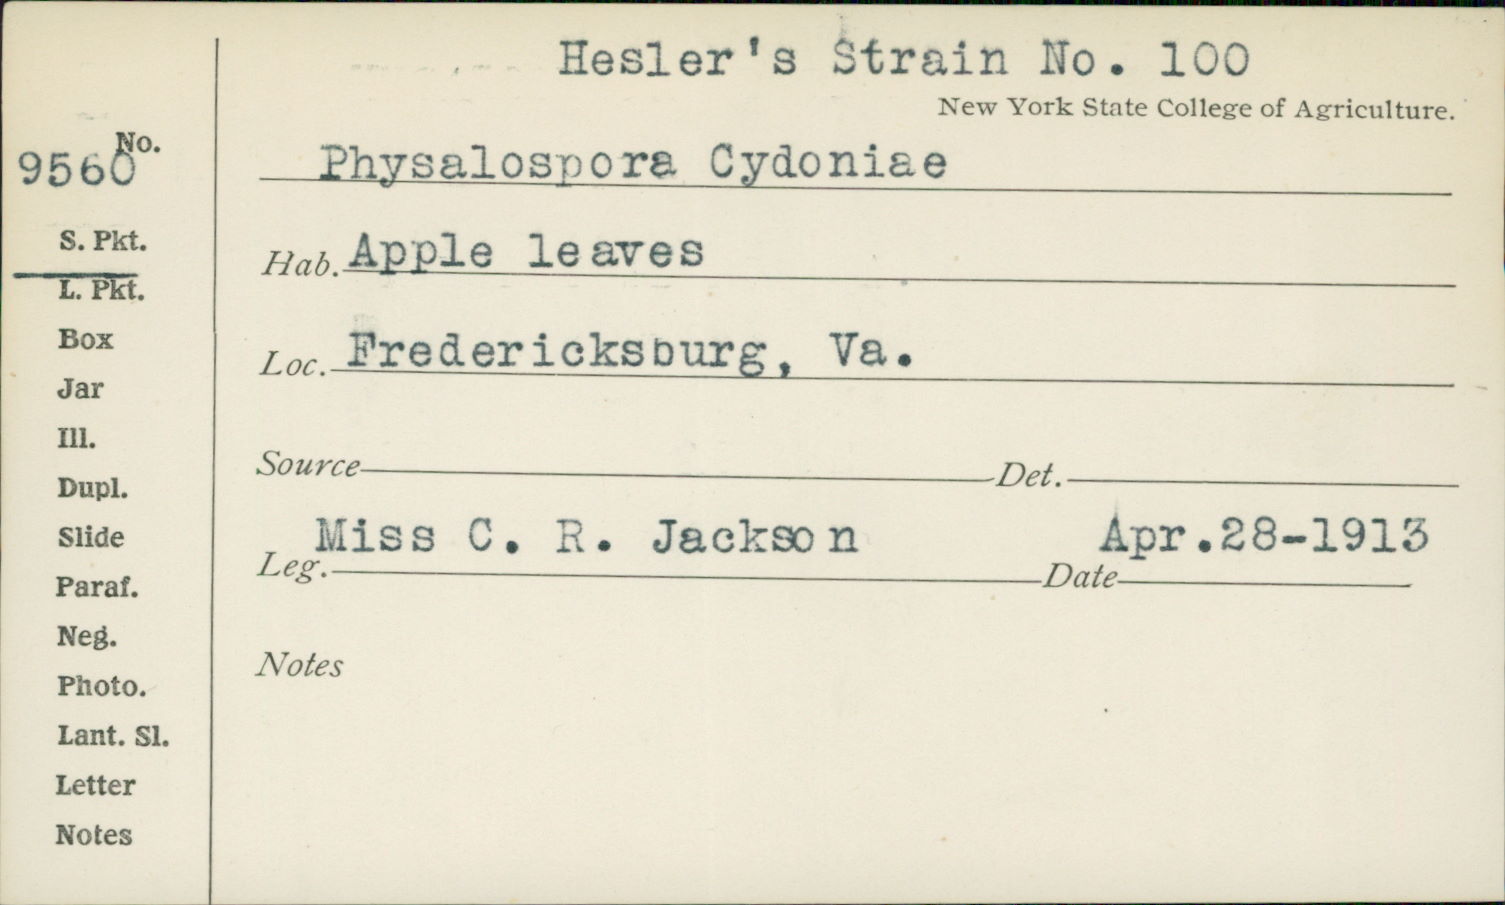 Hesler's Strain No. 100
New York State College of Agriculture.
No.
9560
Physalospora Cydoniae
S. Pkt.
Hab. Apple leaves
L. Pkt.
Box
Loc. Fredericksburg, Va.
Jar
Ill.
Source Det.
Dupl.
Slide
Leg. Miss C. R. Jackson Date Apr.28-1913
Paraf.
Neg.
Notes
Photo.
Lant. Sl.
Letter
Notes